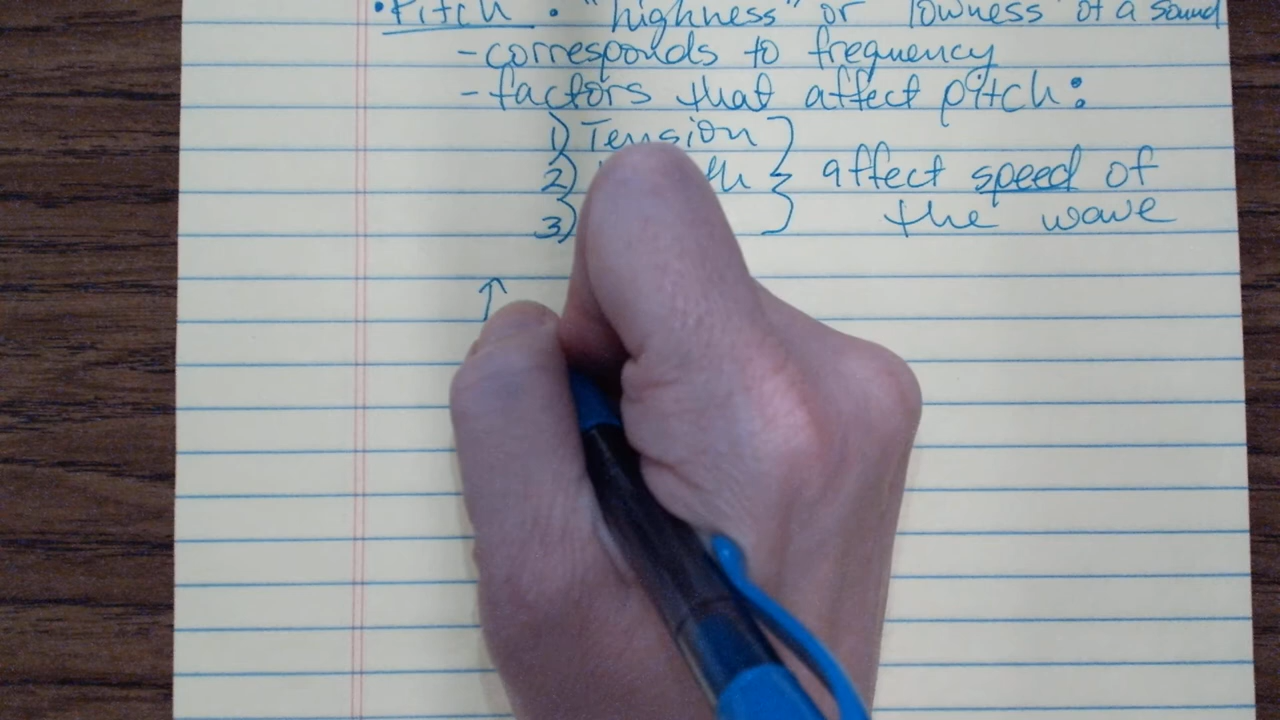 • Pitch • "highness" or lowness of a sound
- corresponds to frequency
- factors that affect pitch:
1) Tension }
2) th } affect speed of
3) } the wave
↑